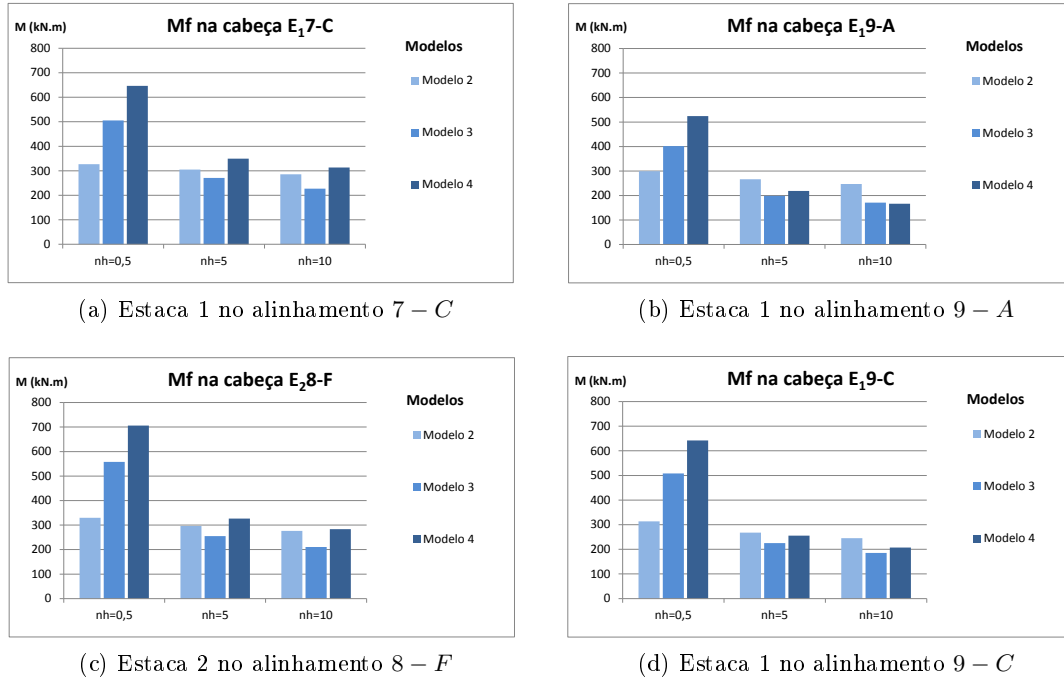 M (kN.m)
Mf na cabeça E₁7-C
Modelos
800
700
600
500
400
300
200
100
0
nh=0,5
nh=5
nh=10
Modelo 2
Modelo 3
Modelo 4
(a) Estaca 1 no alinhamento 7 − C
M (kN.m)
Mf na cabeça E₁9-A
Modelos
800
700
600
500
400
300
200
100
0
nh=0,5
nh=5
nh=10
Modelo 2
Modelo 3
Modelo 4
(b) Estaca 1 no alinhamento 9 − A
M (kN.m)
Mf na cabeça E₂8-F
Modelos
800
700
600
500
400
300
200
100
0
nh=0,5
nh=5
nh=10
Modelo 2
Modelo 3
Modelo 4
(c) Estaca 2 no alinhamento 8 − F
M (kN.m)
Mf na cabeça E₁9-C
Modelos
800
700
600
500
400
300
200
100
0
nh=0,5
nh=5
nh=10
Modelo 2
Modelo 3
Modelo 4
(d) Estaca 1 no alinhamento 9 − C